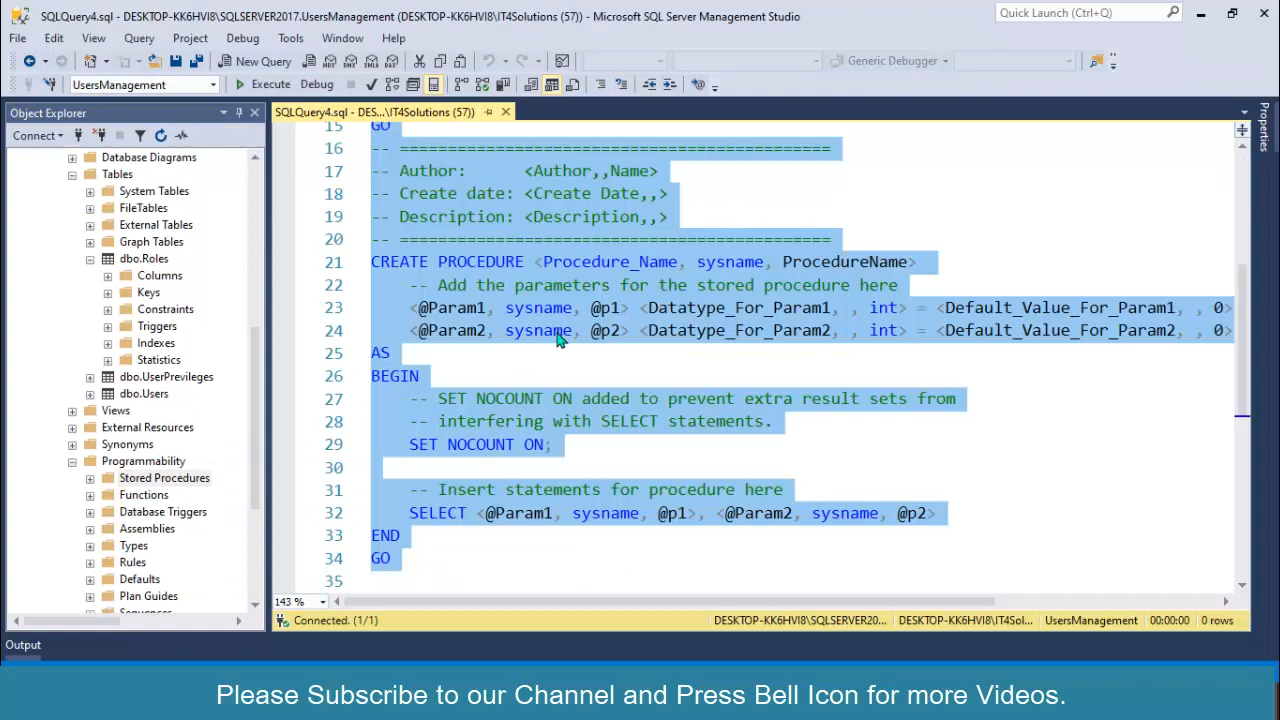 SQLQuery4.sql - DESKTOP-KK6HVI8\SQLSERVER2017.UsersManagement (DESKTOP-KK6HVI8\IT4Solutions (57)) - Microsoft SQL Server Management Studio
Quick Launch (Ctrl+Q)
File Edit View Query Project Debug Tools Window Help
New Query
Generic Debugger
UsersManagement
Execute Debug
Object Explorer
SQLQuery4.sql - DES...\IT4Solutions (57))
Properties
Connect
Database Diagrams
Tables
System Tables
FileTables
External Tables
Graph Tables
dbo.Roles
Columns
Keys
Constraints
Triggers
Indexes
Statistics
dbo.UserPrevileges
dbo.Users
Views
External Resources
Synonyms
Programmability
Stored Procedures
Functions
Database Triggers
Assemblies
Types
Rules
Defaults
Plan Guides
Sequences
15 GO
16 -- =============================================
17 -- Author: <Author,,Name>
18 -- Create date: <Create Date,,>
19 -- Description: <Description,,>
20 -- =============================================
21 CREATE PROCEDURE <Procedure_Name, sysname, ProcedureName>
22 -- Add the parameters for the stored procedure here
23 <@Param1, sysname, @p1> <Datatype_For_Param1, , int> = <Default_Value_For_Param1, , 0>
24 <@Param2, sysname, @p2> <Datatype_For_Param2, , int> = <Default_Value_For_Param2, , 0>
25 AS
26 BEGIN
27 -- SET NOCOUNT ON added to prevent extra result sets from
28 -- interfering with SELECT statements.
29 SET NOCOUNT ON;
30
31 -- Insert statements for procedure here
32 SELECT <@Param1, sysname, @p1>, <@Param2, sysname, @p2>
33 END
34 GO
35
143 %
Connected. (1/1)
DESKTOP-KK6HVI8\SQLSERVER20... DESKTOP-KK6HVI8\IT4Sol... UsersManagement 00:00:00 0 rows
Output
Please Subscribe to our Channel and Press Bell Icon for more Videos.